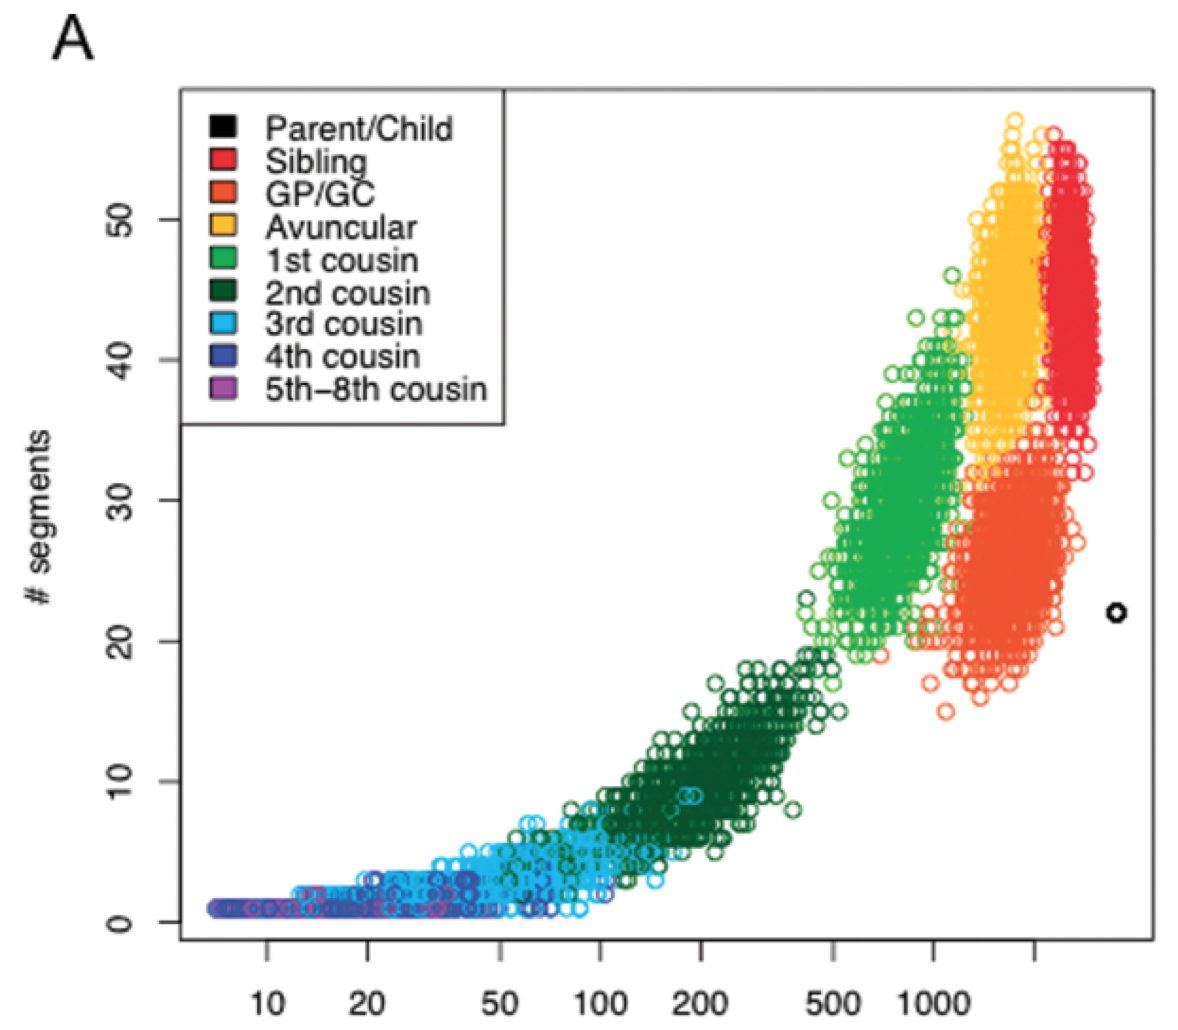 A
Parent/Child
Sibling
GP/GC
Avuncular
1st cousin
2nd cousin
3rd cousin
4th cousin
5th−8th cousin
# segments
50
40
30
20
10
0
10 20 50 100 200 500 1000